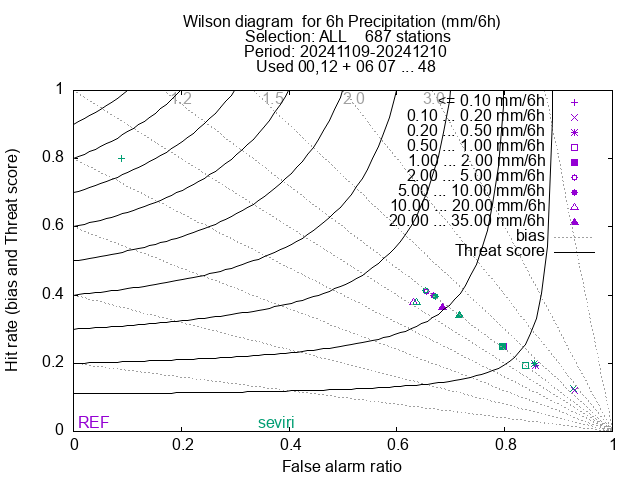 Wilson diagram  for 6h Precipitation (mm/6h)
Selection: ALL    687 stations
Period: 20241109-20241210
Used 00,12 + 06 07 ... 48
1.2 1.5 2.0 3.0
<= 0.10 mm/6h
0.10 ... 0.20 mm/6h
0.20 ... 0.50 mm/6h
0.50 ... 1.00 mm/6h
1.00 ... 2.00 mm/6h
2.00 ... 5.00 mm/6h
5.00 ... 10.00 mm/6h
10.00 ... 20.00 mm/6h
20.00 ... 35.00 mm/6h
bias
Threat score
Hit rate (bias and Threat score)
1
0.8
0.6
0.4
0.2
0
REF seviri
0 0.2 0.4 0.6 0.8 1
False alarm ratio